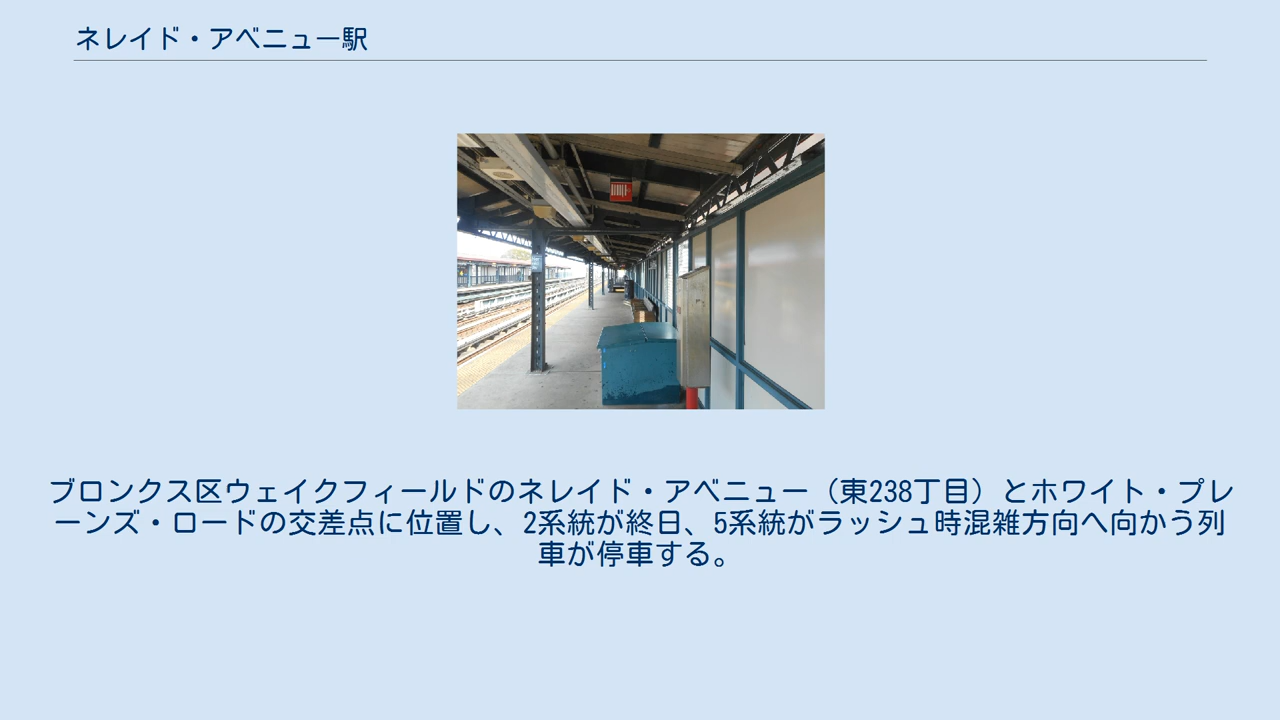 ネレイド・アベニュー駅
ブロンクス区ウェイクフィールドのネレイド・アベニュー（東238丁目）とホワイト・プレ
ーンズ・ロードの交差点に位置し、2系統が終日、5系統がラッシュ時混雑方向へ向かう列
車が停車する。